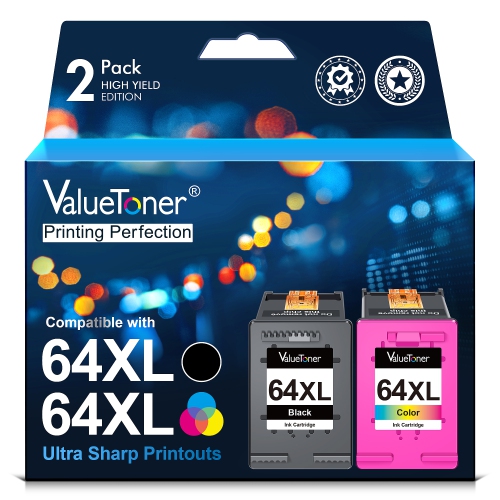 2 Pack
HIGH YIELD
EDITION
ValueToner®
Printing Perfection
Compatible with
64XL
64XL
Ultra Sharp Printouts
ValueToner
64XL
Black
Ink Cartridge
ValueToner
64XL
Color
Ink Cartridge